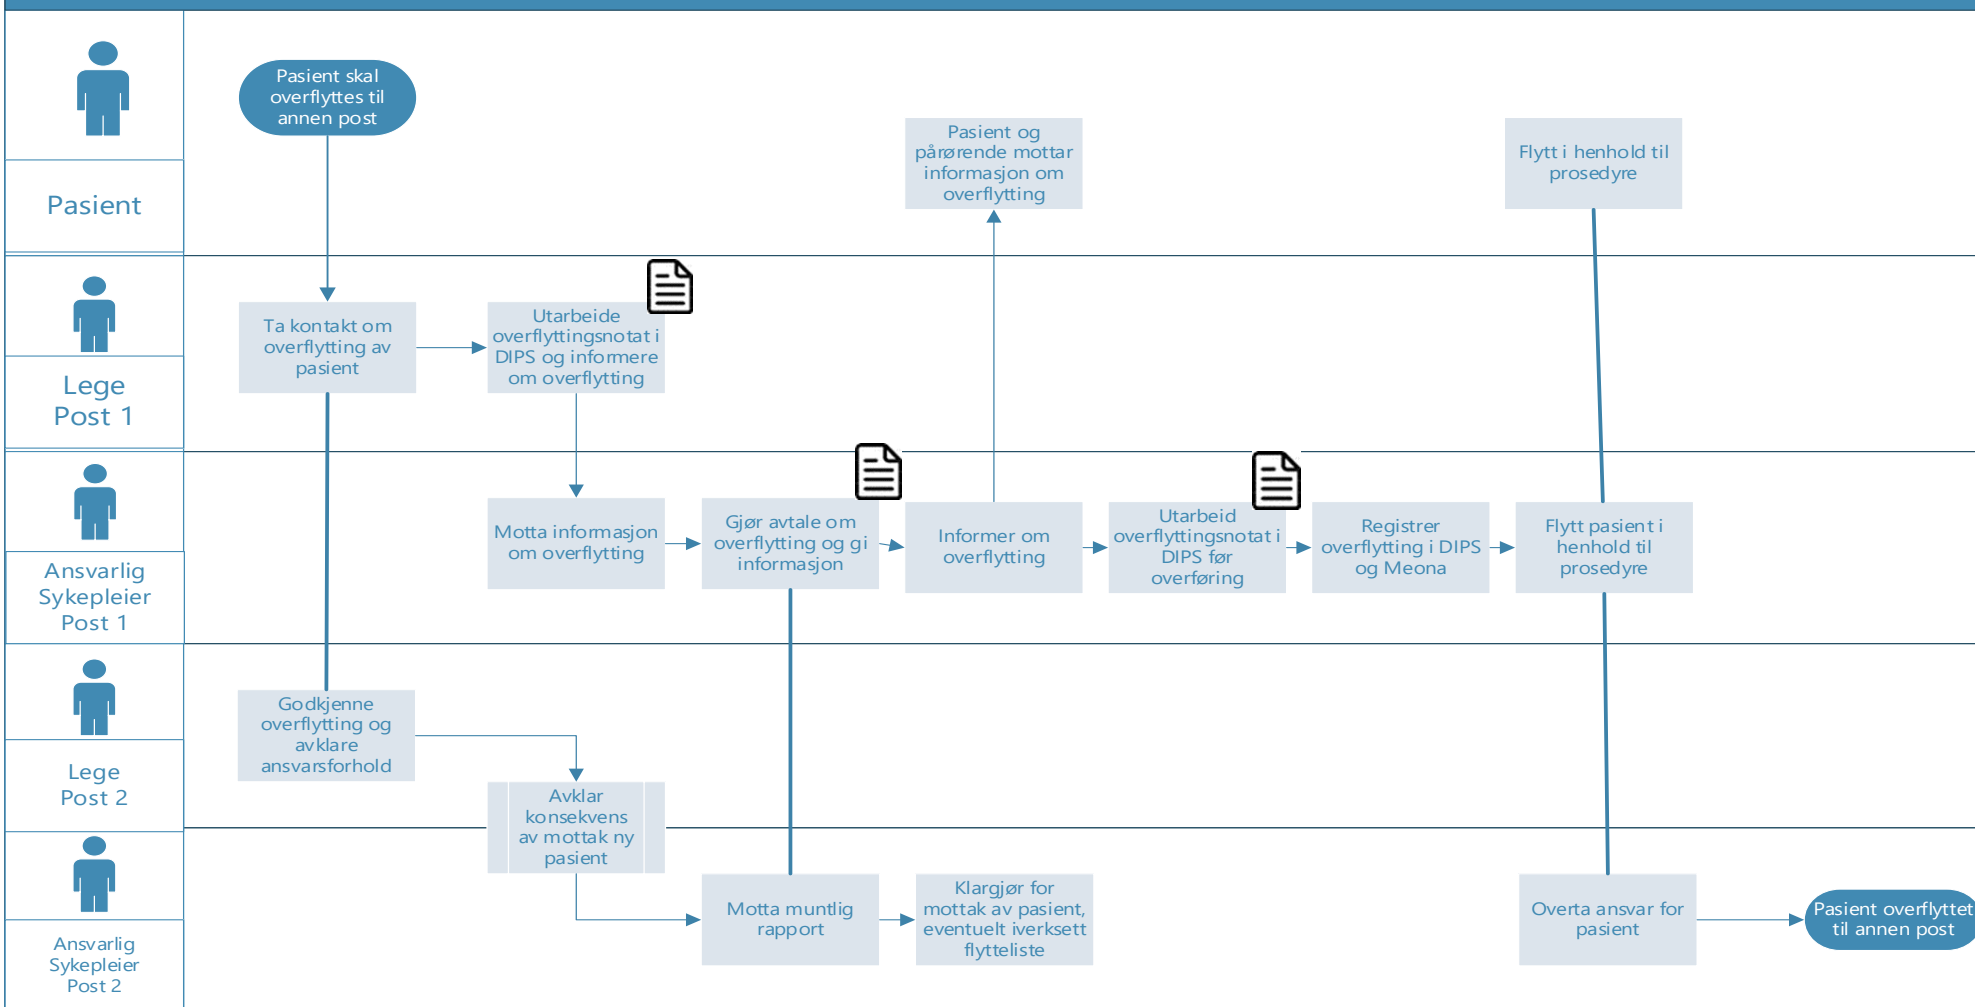 Pasient skal
overflyttes til
annen post
Pasient og
pårørende mottar
informasjon om
overflytting
Flytt i henhold til
prosedyre
Pasient
Ta kontakt om
overflytting av
pasient
Utarbeide
overflyttingsnotat i
DIPS og informere
om overflytting
Lege
Post 1
Motta informasjon
om overflytting
Gjør avtale om
overflytting og gi
informasjon
Informer om
overflytting
Utarbeid
overflyttingsnotat i
DIPS før
overføring
Registrer
overflytting i DIPS
og Meona
Flytt pasient i
henhold til
prosedyre
Ansvarlig
Sykepleier
Post 1
Godkjenne
overflytting og
avklare
ansvarsforhold
Lege
Post 2
Avklar
konsekvens
av mottak ny
pasient
Motta muntlig
rapport
Klargjør for
mottak av pasient,
eventuelt iverksett
flytteliste
Overta ansvar for
pasient
Pasient overflyttet
til annen post
Ansvarlig
Sykepleier
Post 2